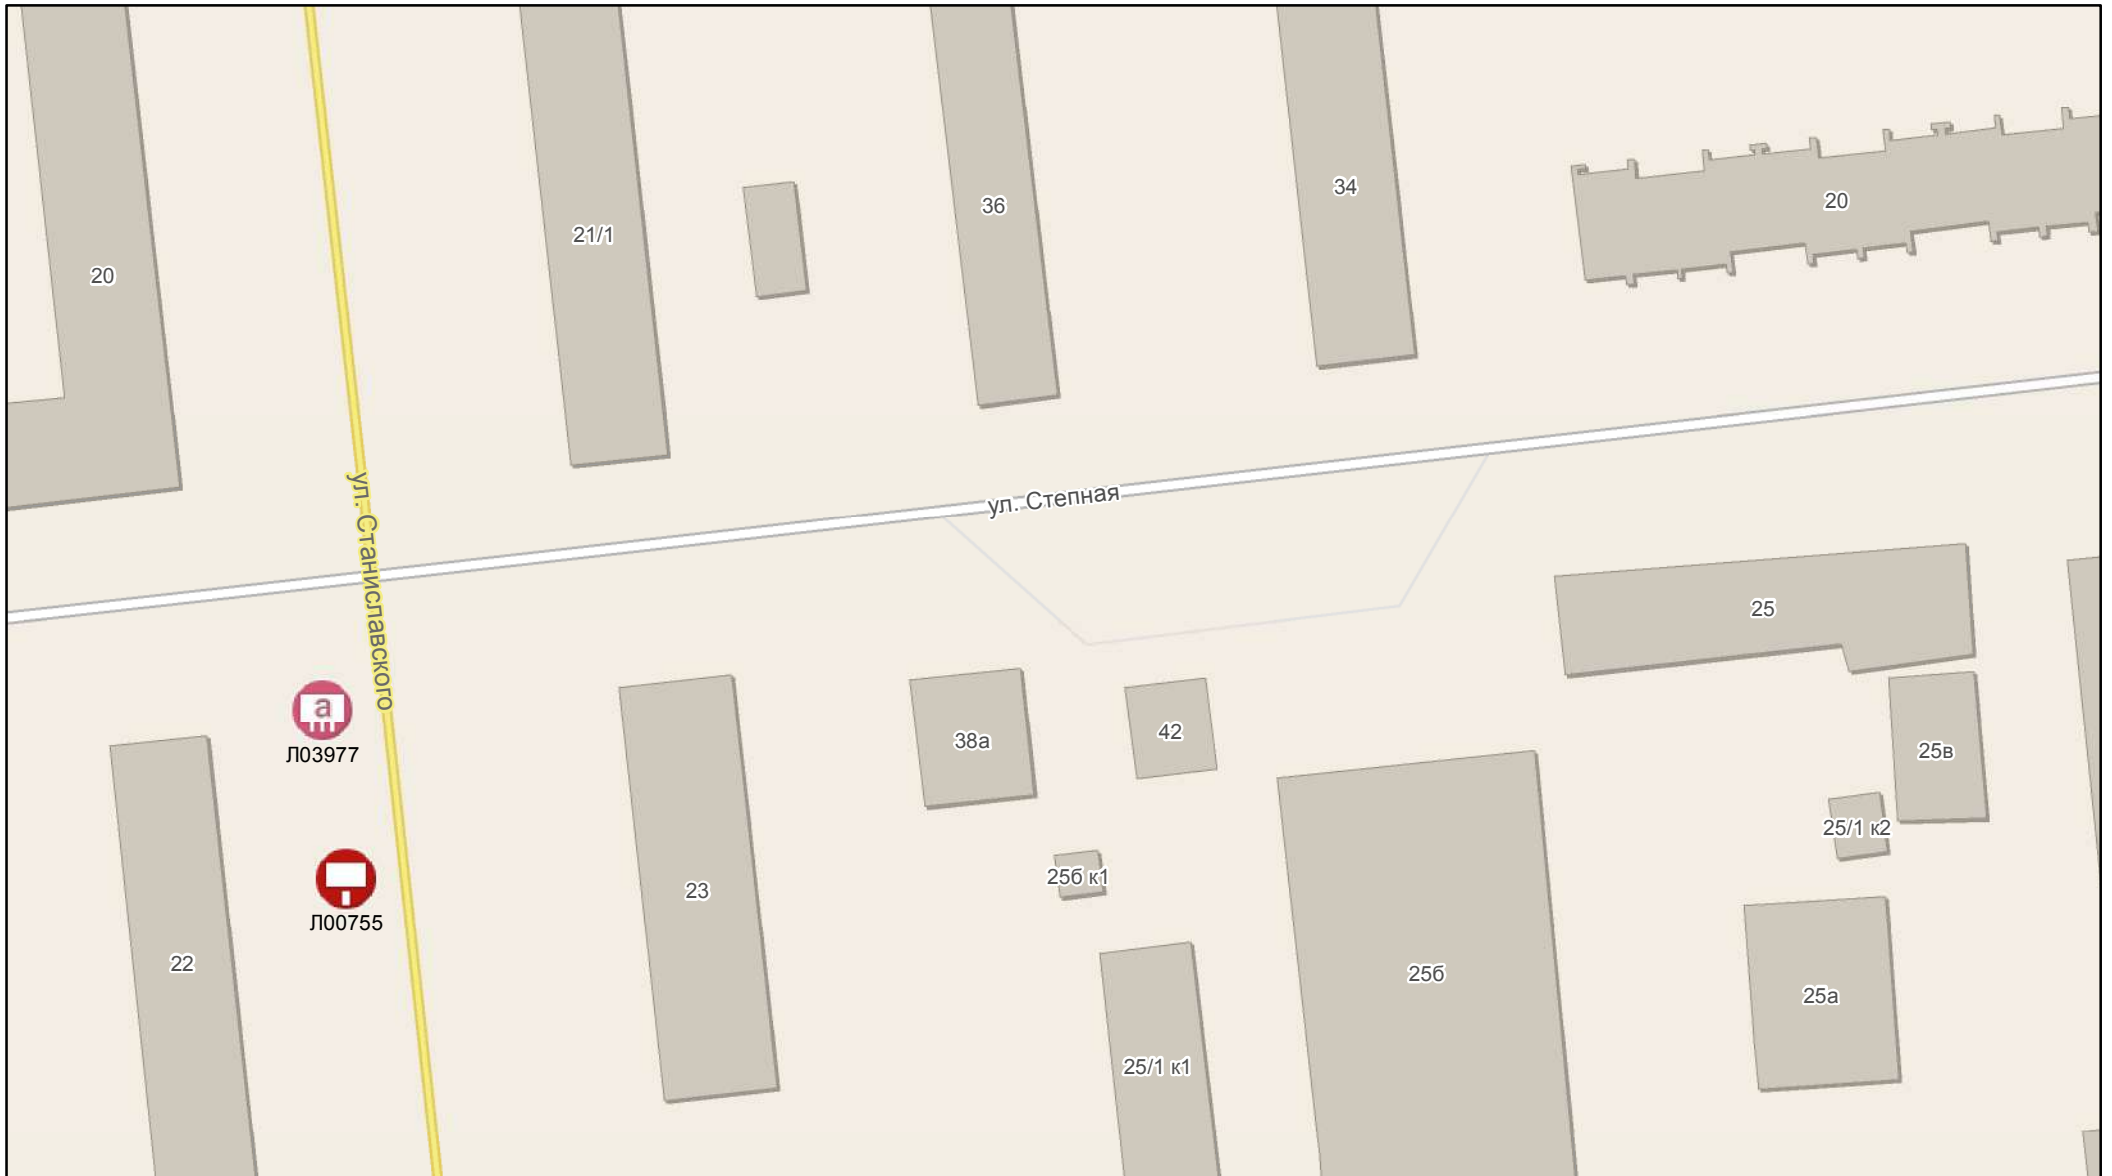 34
20
36
21/1
20
ул. Степная
ул. Станиславского
25
а
Л03977
42
38а
25в
25/1 к2
25б к1
23
Л00755
22
25б
25а
25/1 к1